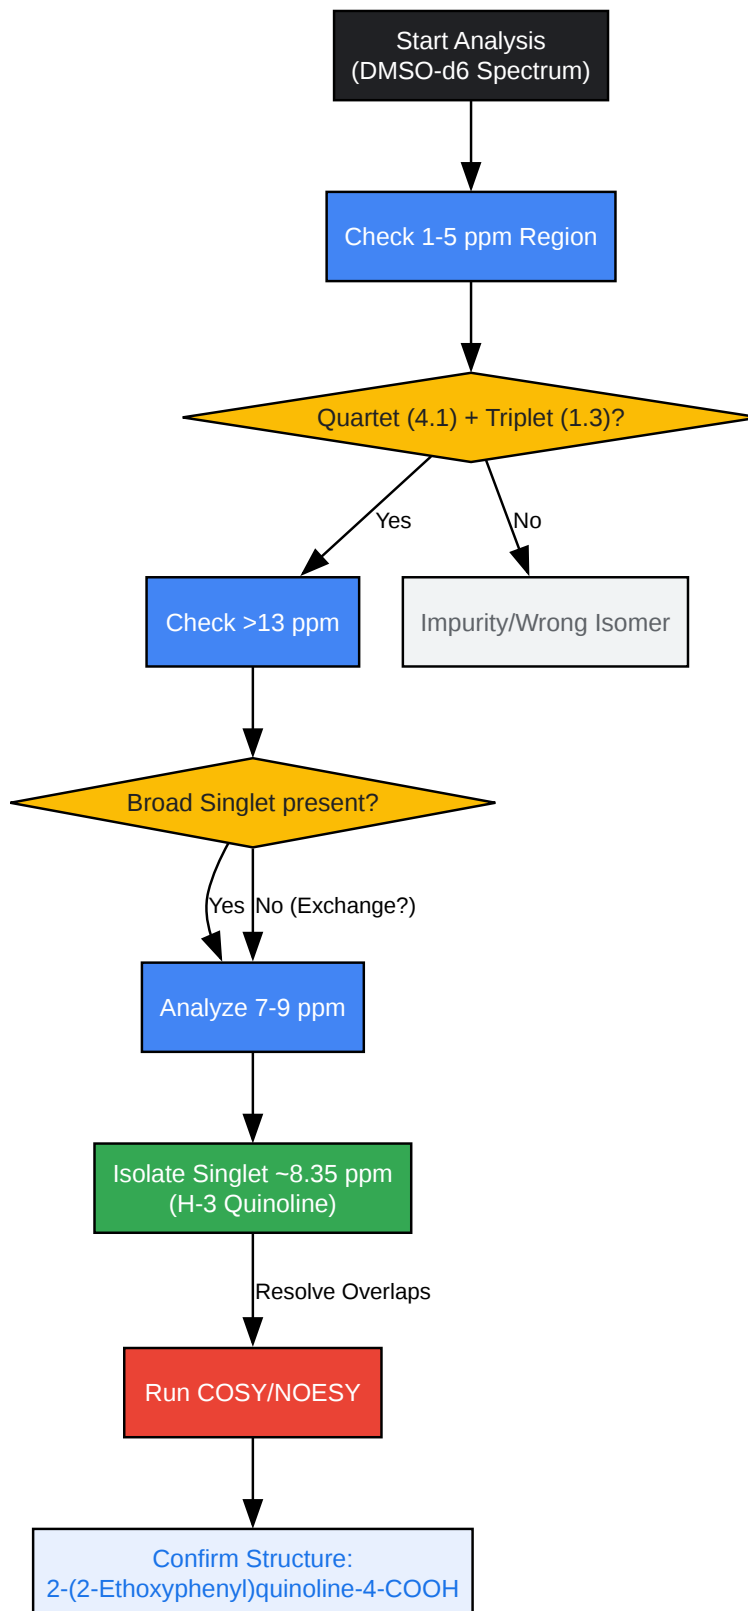 Start Analysis
(DMSO-d6 Spectrum)
Check 1-5 ppm Region
Quartet (4.1) + Triplet (1.3)?
Yes
No
Check >13 ppm
Impurity/Wrong Isomer
Broad Singlet present?
Yes
No (Exchange?)
Analyze 7-9 ppm
Isolate Singlet ~8.35 ppm
(H-3 Quinoline)
Resolve Overlaps
Run COSY/NOESY
Confirm Structure:
2-(2-Ethoxyphenyl)quinoline-4-COOH